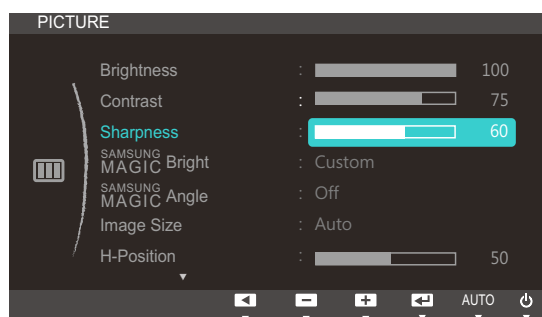 PICTURE
Brightness : 100
Contrast : 75
Sharpness : 60
SAMSUNG
MAGIC Bright : Custom
SAMSUNG
MAGIC Angle : Off
Image Size : Auto
H-Position : 50
AUTO